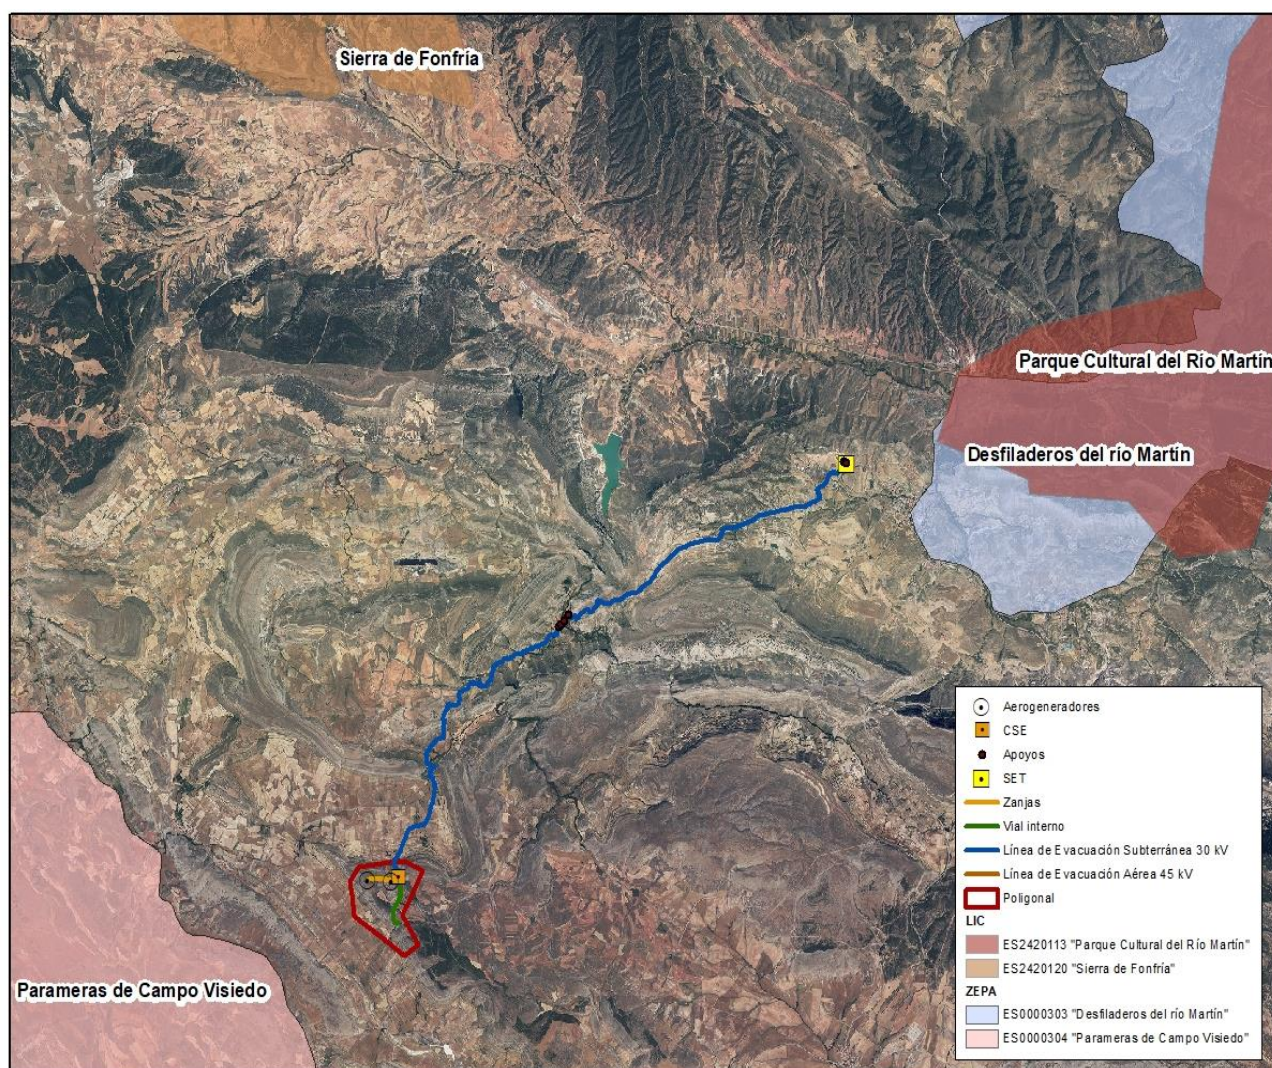 Sierra de Fonfría
Parque Cultural del Río Martín
Desfiladeros del río Martín
Parameras de Campo Visiedo
Aerogeneradores
CSE
Apoyos
SET
Zanjas
Vial interno
Línea de Evacuación Subterránea 30 kV
Línea de Evacuación Aérea 45 kV
Poligonal
LIC
ES2420113 "Parque Cultural del Río Martín"
ES2420120 "Sierra de Fonfría"
ZEPA
ES0000303 "Desfiladeros del río Martín"
ES0000304 "Parameras de Campo Visiedo"